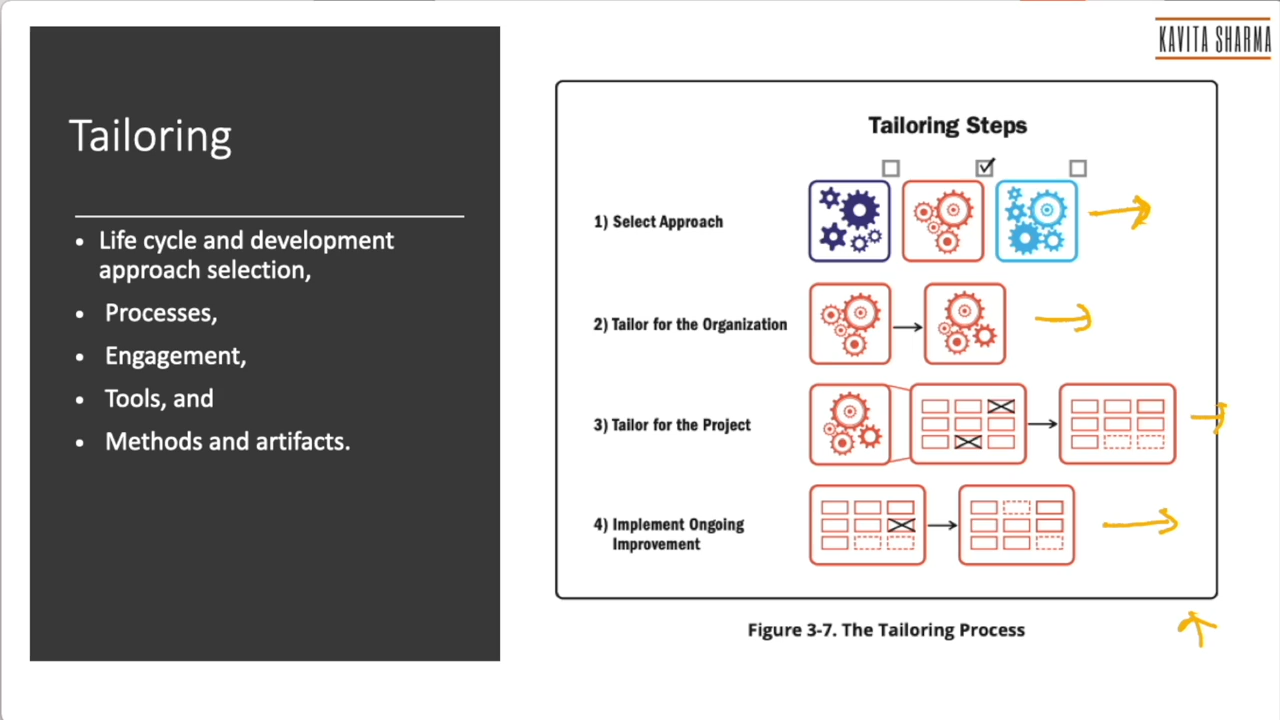 KAVITA SHARMA
Tailoring
• Life cycle and development
approach selection,
• Processes,
• Engagement,
• Tools, and
• Methods and artifacts.
Tailoring Steps
1) Select Approach
2) Tailor for the Organization
3) Tailor for the Project
4) Implement Ongoing
Improvement
Figure 3-7. The Tailoring Process